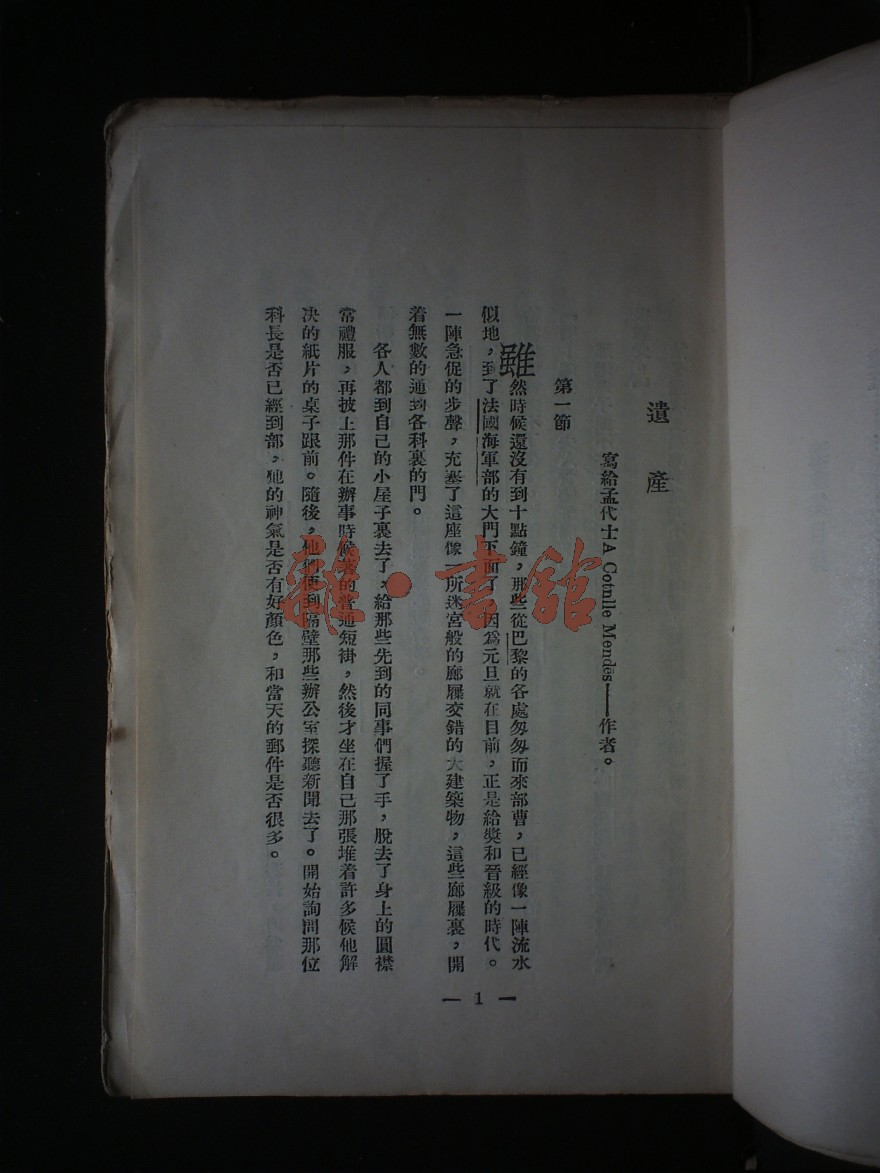 遺產
寫給孟代士A Cotnlle Mendès——作者。
第一節
雖然時候還沒有到十點鐘，那些從巴黎的各處匆匆而來部曹，已經像一陣流水
似地，到了法國海軍部的大門下面了，因爲元旦就在目前，正是給獎和晉級的時代。
一陣急促的步聲，充塞了這座像一所迷宮般的廊屜交錯的大建築物，這些廊屜裏，開
着無數的通到各科裏的門。
各人都到自己的小屋子裏去了，給那些先到的同事們握了手，脫去了身上的圓襟
常禮服，再披上那件在辦事時候着的普通短褂，然後才坐在自己那張堆着許多候他解
決的紙片的桌子跟前。隨後，他們便到隔壁那些辦公室探聽新聞去了。開始詢問那位
科長是否已經到部，他的神氣是否有好顏色，和當天的郵件是否很多。
— 1 —
雜·書館